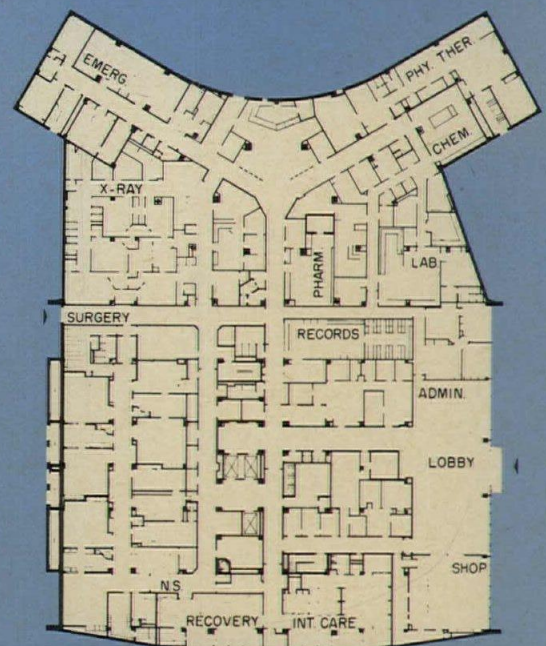 EMERG.
PHY. THER.
CHEM.
X-RAY
LAB
PHARM
SURGERY
RECORDS
ADMIN.
LOBBY
SHOP
NS
RECOVERY
INT. CARE